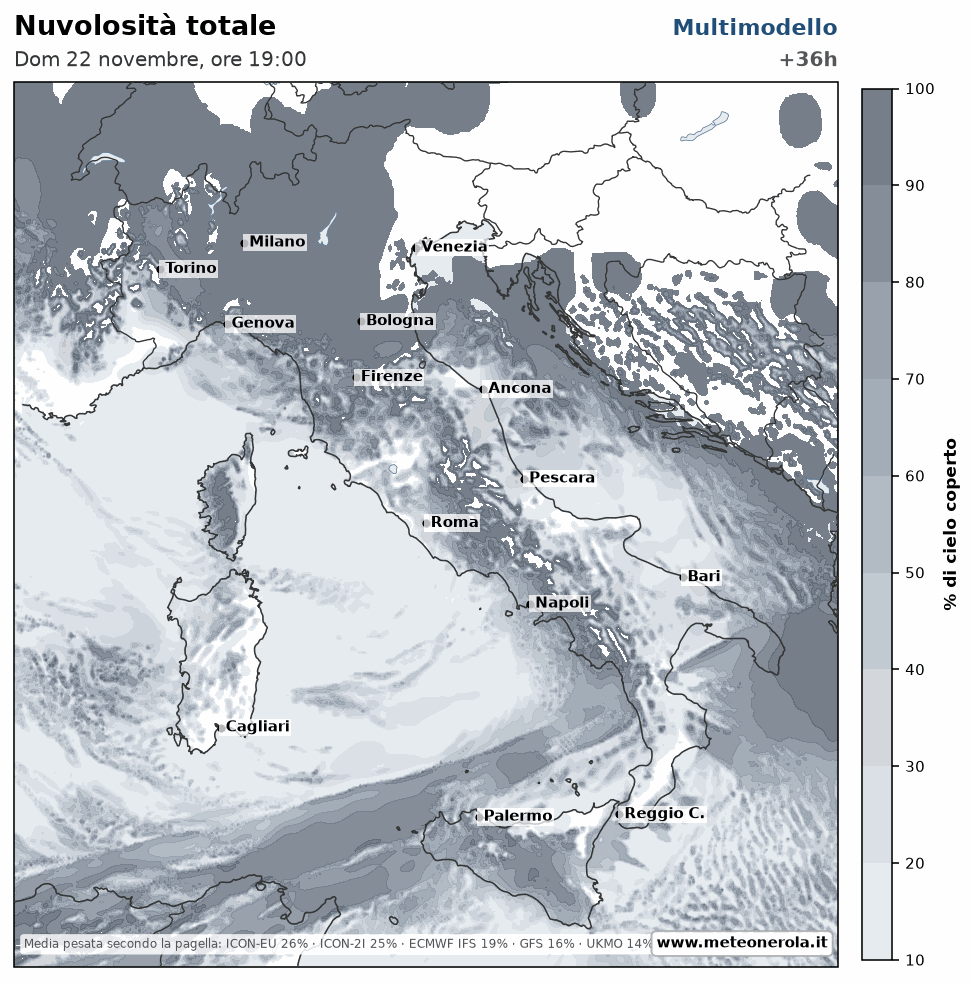 Nuvolosità totale
Multimodello
Dom 22 novembre, ore 19:00
+36h
100
90
80
70
60
50
40
30
20
10
% di cielo coperto
Milano
Venezia
Torino
Genova
Bologna
Firenze
Ancona
Pescara
Roma
Bari
Napoli
Cagliari
Palermo
Reggio C.
Media pesata secondo la pagella: ICON-EU 26% · ICON-2I 25% · ECMWF IFS 19% · GFS 16% · UKMO 14%
www.meteonerola.it